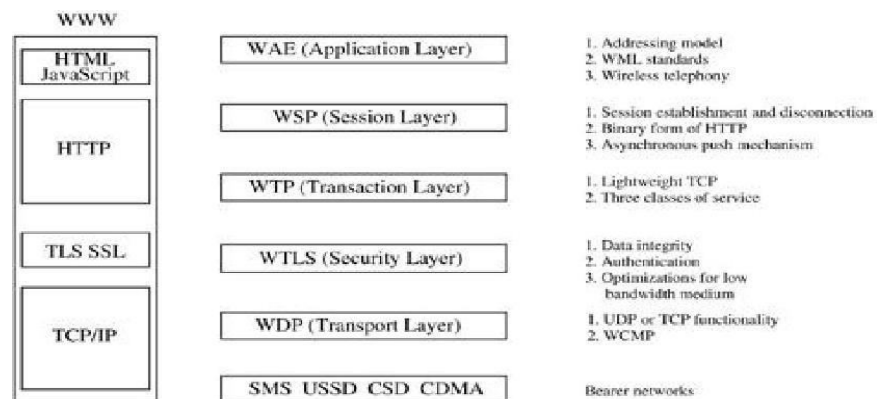 WWW
HTML
JavaScript
HTTP
TLS SSL
TCP/IP
WAE (Application Layer)
WSP (Session Layer)
WTP (Transaction Layer)
WTLS (Security Layer)
WDP (Transport Layer)
SMS USSD CSD CDMA
1. Addressing model
2. WML standards
3. Wireless telephony
1. Session establishment and disconnection
2. Binary form of HTTP
3. Asynchronous push mechanism
1. Lightweight TCP
2. Three classes of service
1. Data integrity
2. Authentication
3. Optimizations for low
bandwidth medium
1. UDP or TCP functionality
2. WCMP
Bearer networks